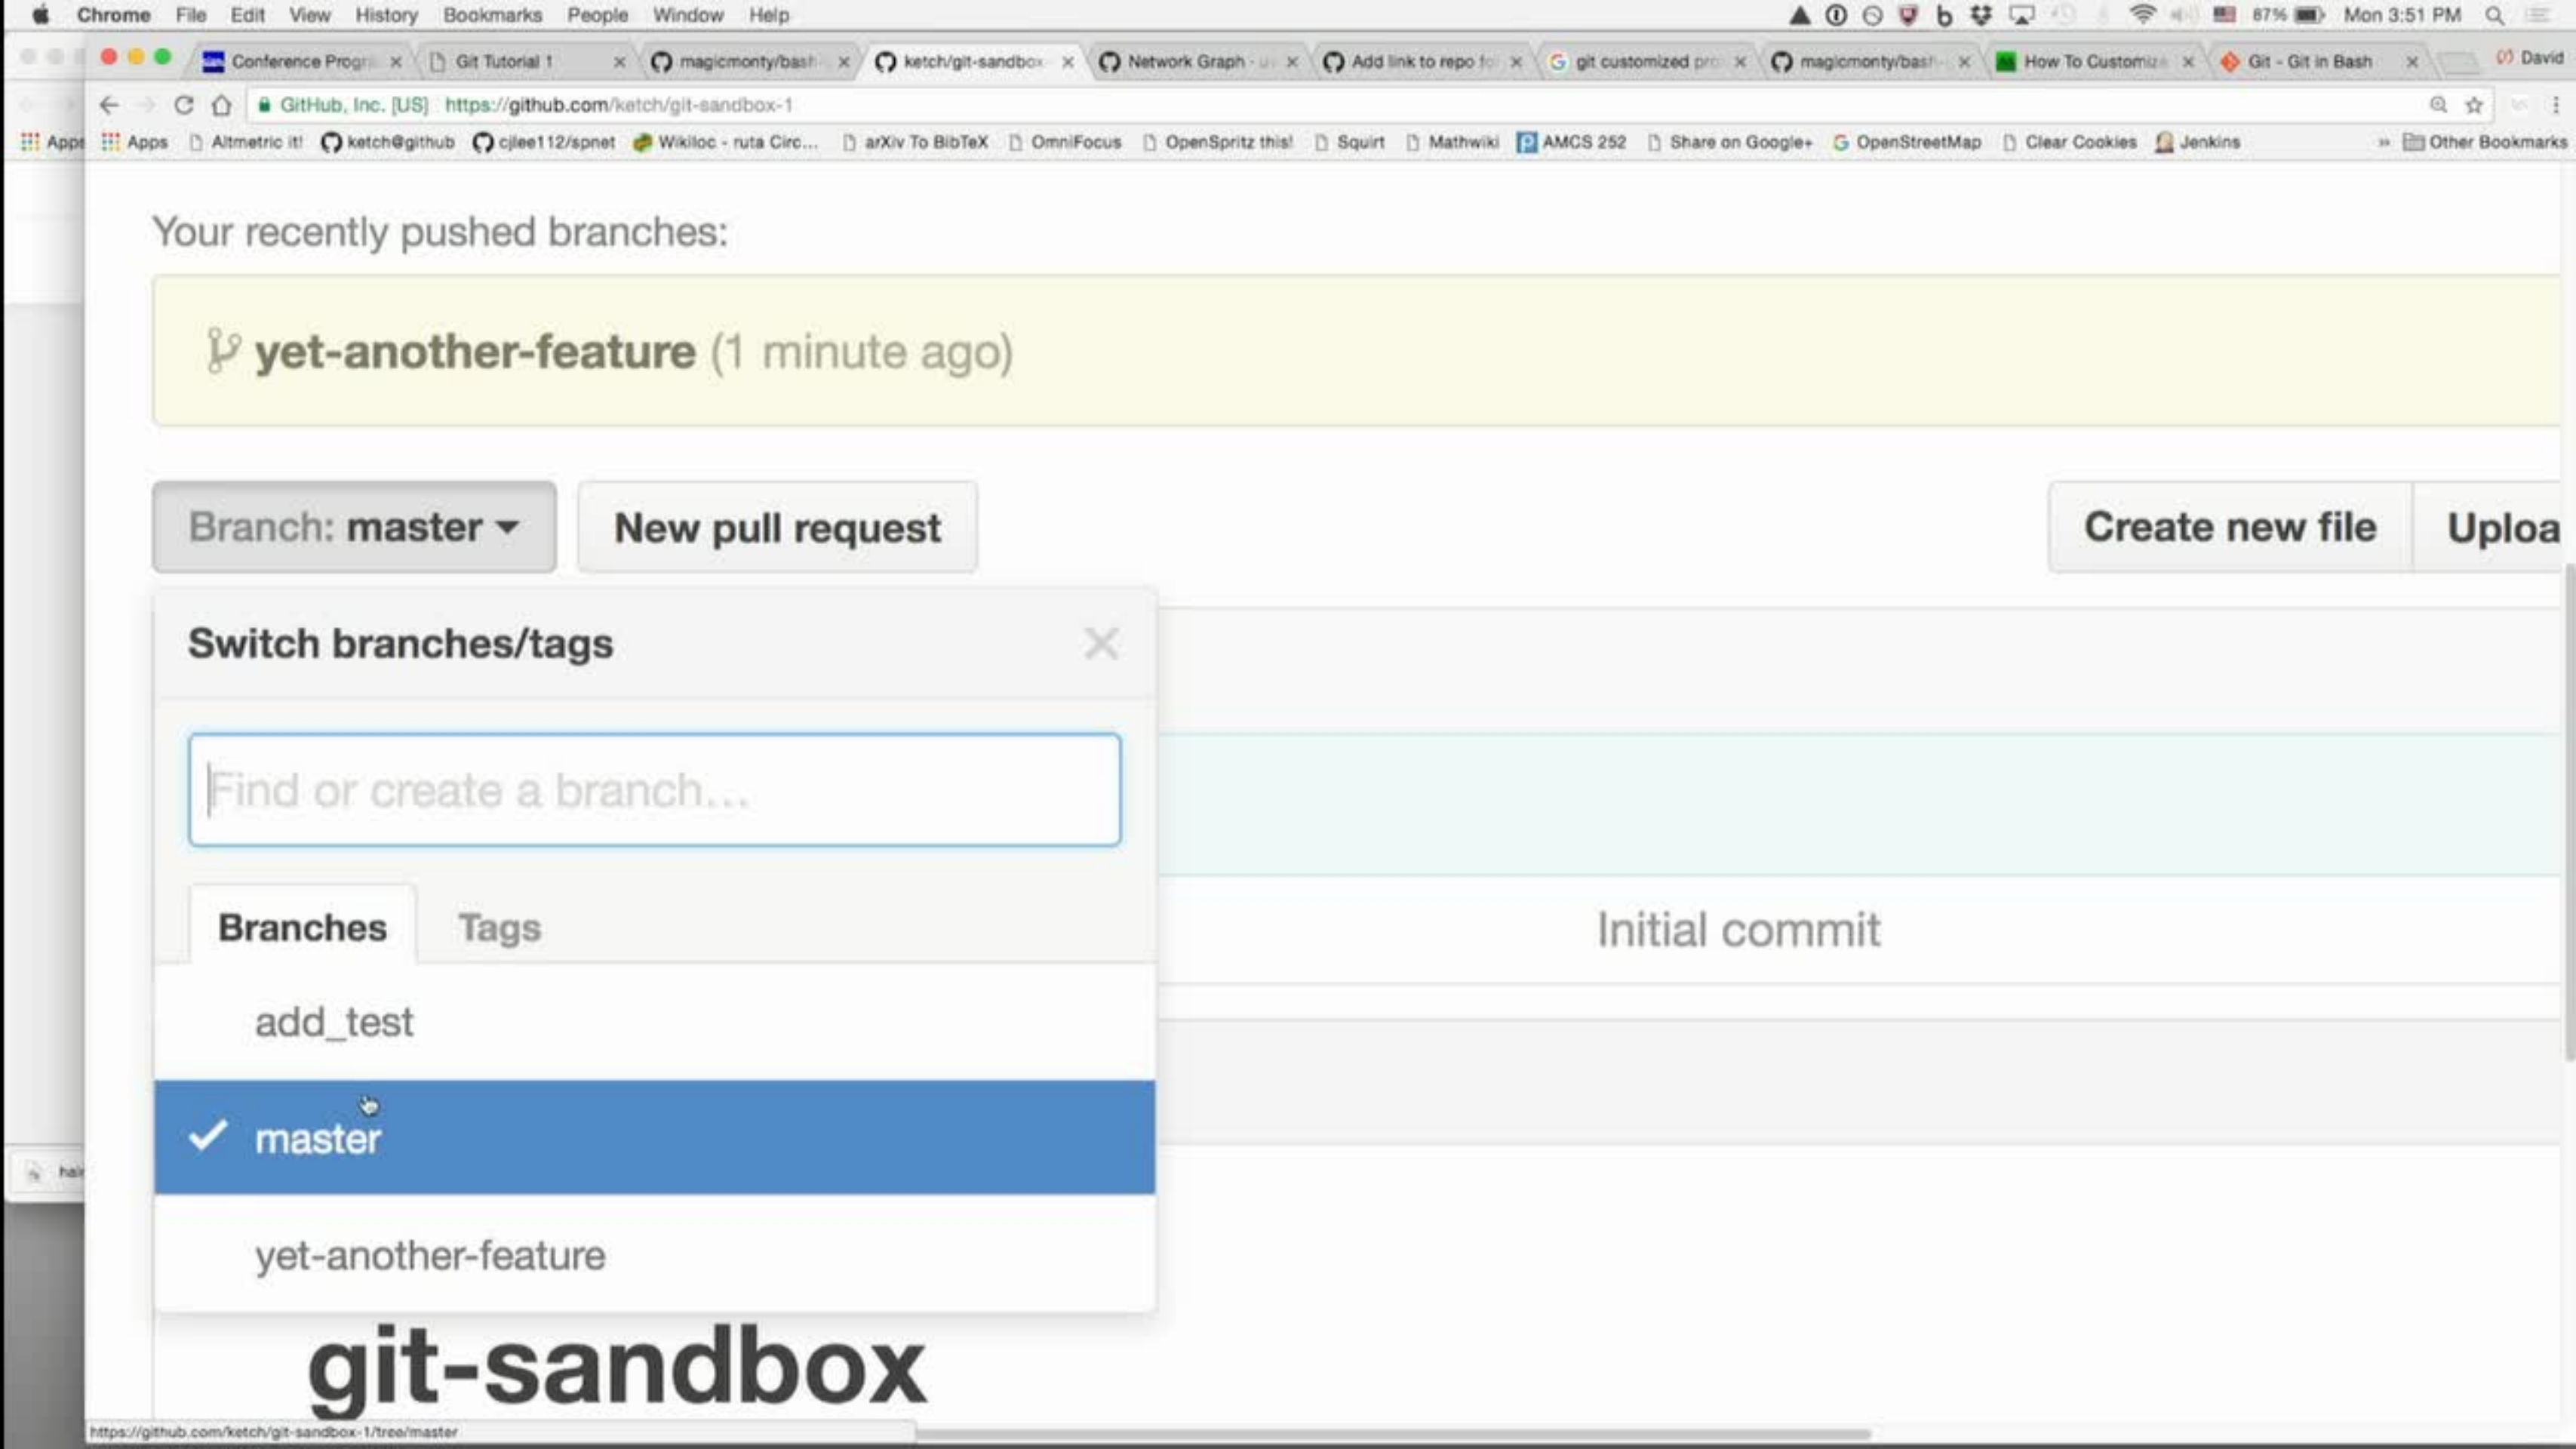 Chrome File Edit View History Bookmarks People Window Help 87% Mon 3:51 PM
Conference Progr Git Tutorial 1 magicmonty/bash ketch/git-sandbox Network Graph Add link to repo fo git customized pro magicmonty/bash How To Customiz Git - Git in Bash David
GitHub, Inc. [US] https://github.com/ketch/git-sandbox-1
Apps Apps Altmetric it! ketch@github cjlee112/spnet Wikiloc - ruta Circ... arXiv To BibTeX OmniFocus OpenSpritz this! Squirt Mathwiki AMCS 252 Share on Google+ OpenStreetMap Clear Cookies Jenkins » Other Bookmarks
Your recently pushed branches:
yet-another-feature (1 minute ago)
Branch: master New pull request Create new file Uploa
Switch branches/tags
Find or create a branch...
Branches Tags
Initial commit
add_test
master
hai
yet-another-feature
git-sandbox
https://github.com/ketch/git-sandbox-1/tree/master